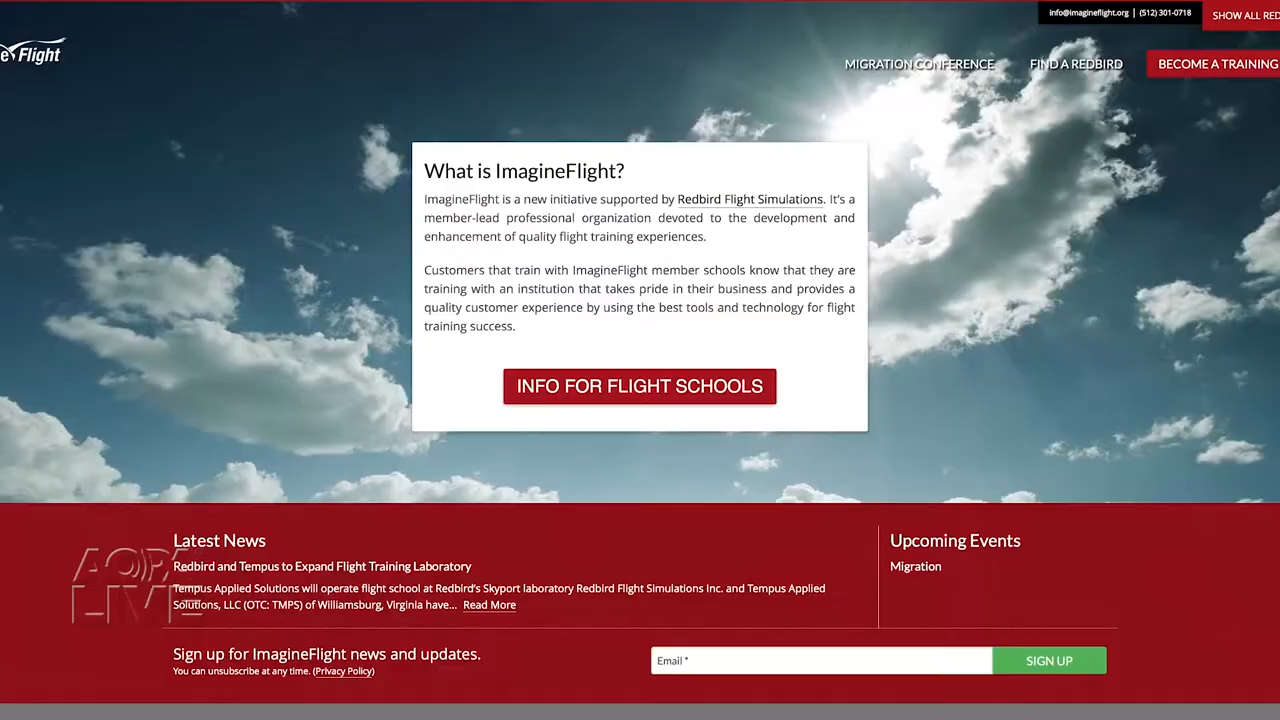 info@imagineflight.org | (512) 301-0718
SHOW ALL RED
e Flight
MIGRATION CONFERENCE
FIND A REDBIRD
BECOME A TRAINING
What is ImagineFlight?
ImagineFlight is a new initiative supported by Redbird Flight Simulations. It's a
member-lead professional organization devoted to the development and
enhancement of quality flight training experiences.
Customers that train with ImagineFlight member schools know that they are
training with an institution that takes pride in their business and provides a
quality customer experience by using the best tools and technology for flight
training success.
INFO FOR FLIGHT SCHOOLS
Latest News
Redbird and Tempus to Expand Flight Training Laboratory
Tempus Applied Solutions will operate flight school at Redbird's Skyport laboratory Redbird Flight Simulations Inc. and Tempus Applied
Solutions, LLC (OTC: TMPS) of Williamsburg, Virginia have... Read More
Upcoming Events
Migration
AOPA
LIVE
Sign up for ImagineFlight news and updates.
You can unsubscribe at any time. (Privacy Policy)
Email *
SIGN UP